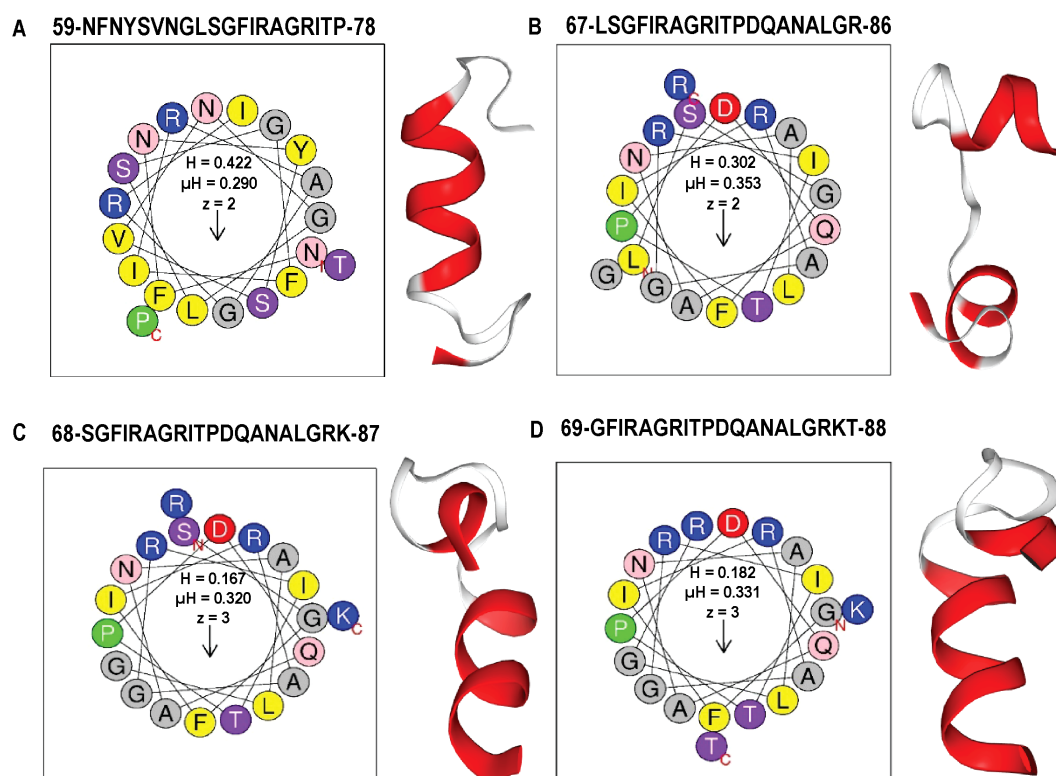 A 59-NFNYSVNGLSGFIRAGRITP-78
R N I G
N Y
S A
R G
V N N T
I F
F L G S
P C
H = 0.422
µH = 0.290
z = 2
B 67-LSGFIRAGRITPDQANALGR-86
R C
R S D R A
N I
I G
P Q
G L N G A F T L A
H = 0.302
µH = 0.353
z = 2
C 68-SGFIRAGRITPDQANALGRK-87
R
R S N D R A
N I
I G K C
P Q
G A
G A F T L
H = 0.167
µH = 0.320
z = 3
D 69-GFIRAGRITPDQANALGRKT-88
R R D R A
N I
I G N K
P Q
G A
G A F T L
T C
H = 0.182
µH = 0.331
z = 3